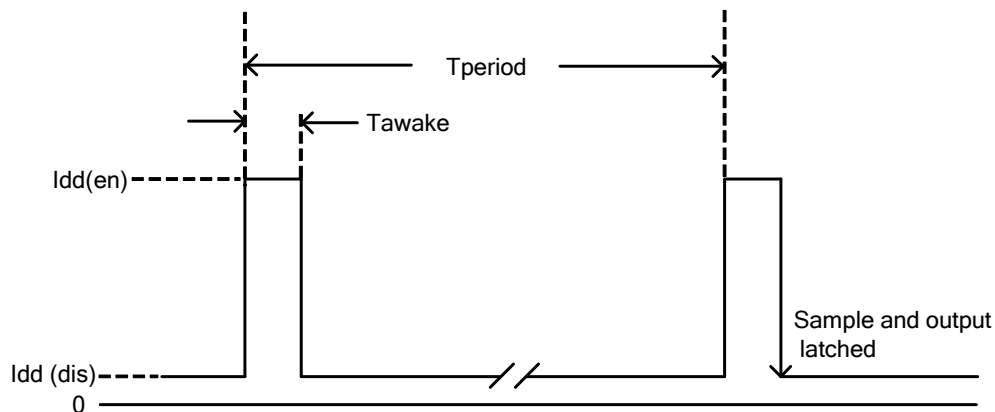 Tperiod
Tawake
Idd(en)
Sample and output
latched
Idd (dis)
0